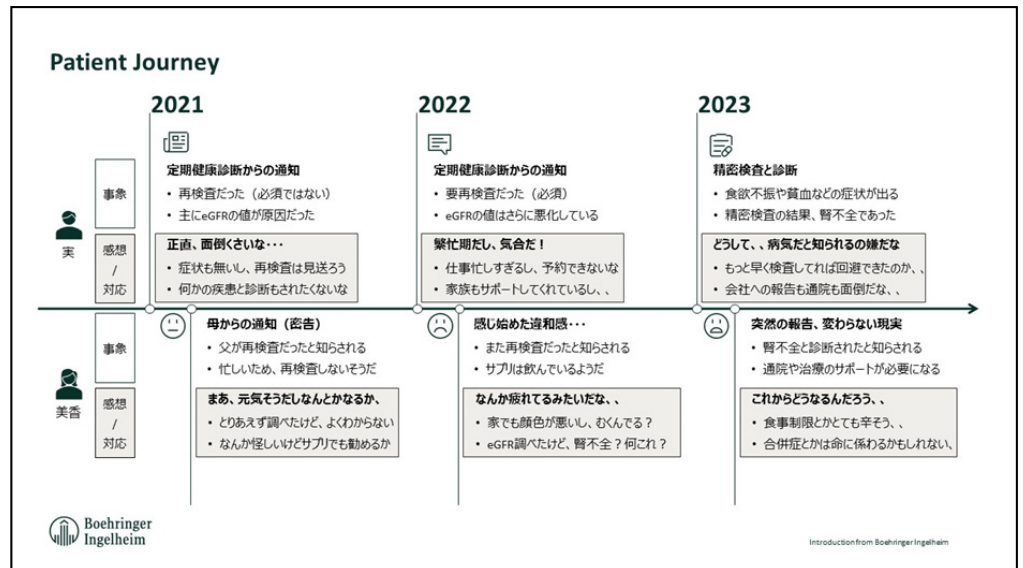 Patient Journey
2021
2022
2023
事象
実
感想
/
対応
定期健康診断からの通知
• 再検査だった（必須ではない）
• 主にeGFRの値が原因だった
正直、面倒くさいな・・・
• 症状も無いし、再検査は見送ろう
• 何かの疾患と診断もされたくないな
定期健康診断からの通知
• 要再検査だった（必須）
• eGFRの値はさらに悪化している
繁忙期だし、気合だ！
• 仕事忙しすぎるし、予約できないな
• 家族もサポートしてくれているし、、
精密検査と診断
• 食欲不振や貧血などの症状が出る
• 精密検査の結果、腎不全であった
どうして、、病気だと知られるの嫌だな
• もっと早く検査してれば回避できたのか、、
• 会社への報告も通院も面倒だな、、
事象
美香
感想
/
対応
母からの通知（密告）
• 父が再検査だったと知らされる
• 忙しいため、再検査しないそうだ
まあ、元気そうだしなんとかなるか、
• とりあえず調べたけど、よくわからない
• なんか怪しいけどサプリでも勧めるか
感じ始めた違和感・・・
• また再検査だったと知らされる
• サプリは飲んでいるようだ
なんか疲れてるみたいだな、、
• 家でも顔色が悪いし、むくんでる？
• eGFR調べたけど、腎不全？何これ？
突然の報告、変わらない現実
• 腎不全と診断されたと知らされる
• 通院や治療のサポートが必要になる
これからどうなるんだろう、、
• 食事制限とかとても辛そう、、
• 合併症とかは命に係わるかもしれない、
Boehringer
Ingelheim
Introduction from Boehringer Ingelheim